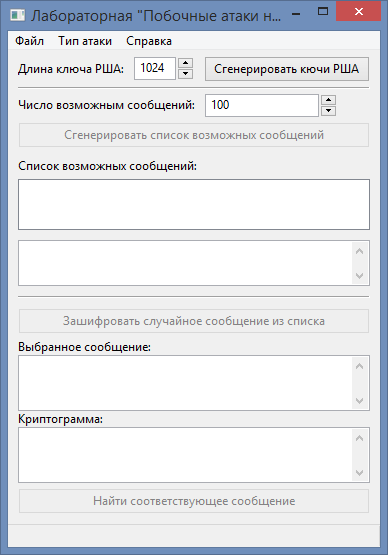 Лабораторная "Побочные атаки н...
Файл Тип атаки Справка
Длина ключа РША: 1024 Сгенерировать кючи РША
Число возможным сообщений: 100
Сгенерировать список возможных сообщений
Список возможных сообщений:
Зашифровать случайное сообщение из списка
Выбранное сообщение:
Криптограмма:
Найти соответствующее сообщение